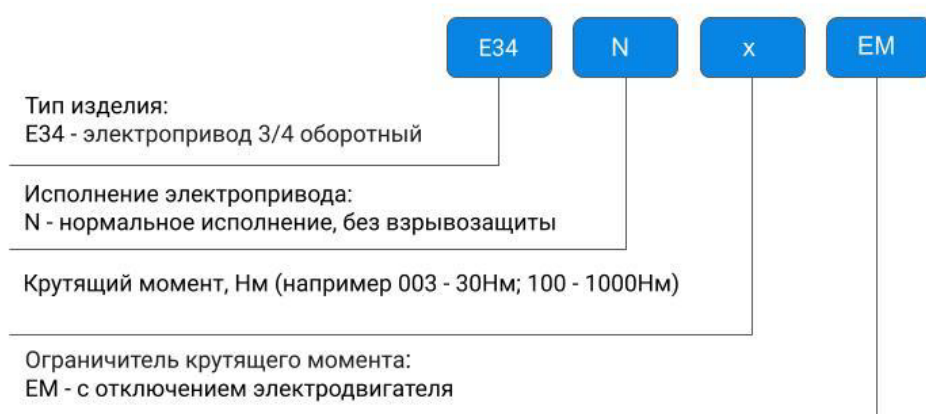 E34 N x EM
Тип изделия:
E34 - электропривод 3/4 оборотный
Исполнение электропривода:
N - нормальное исполнение, без взрывозащиты
Крутящий момент, Нм (например 003 - 30Нм; 100 - 1000Нм)
Ограничитель крутящего момента:
EM - с отключением электродвигателя